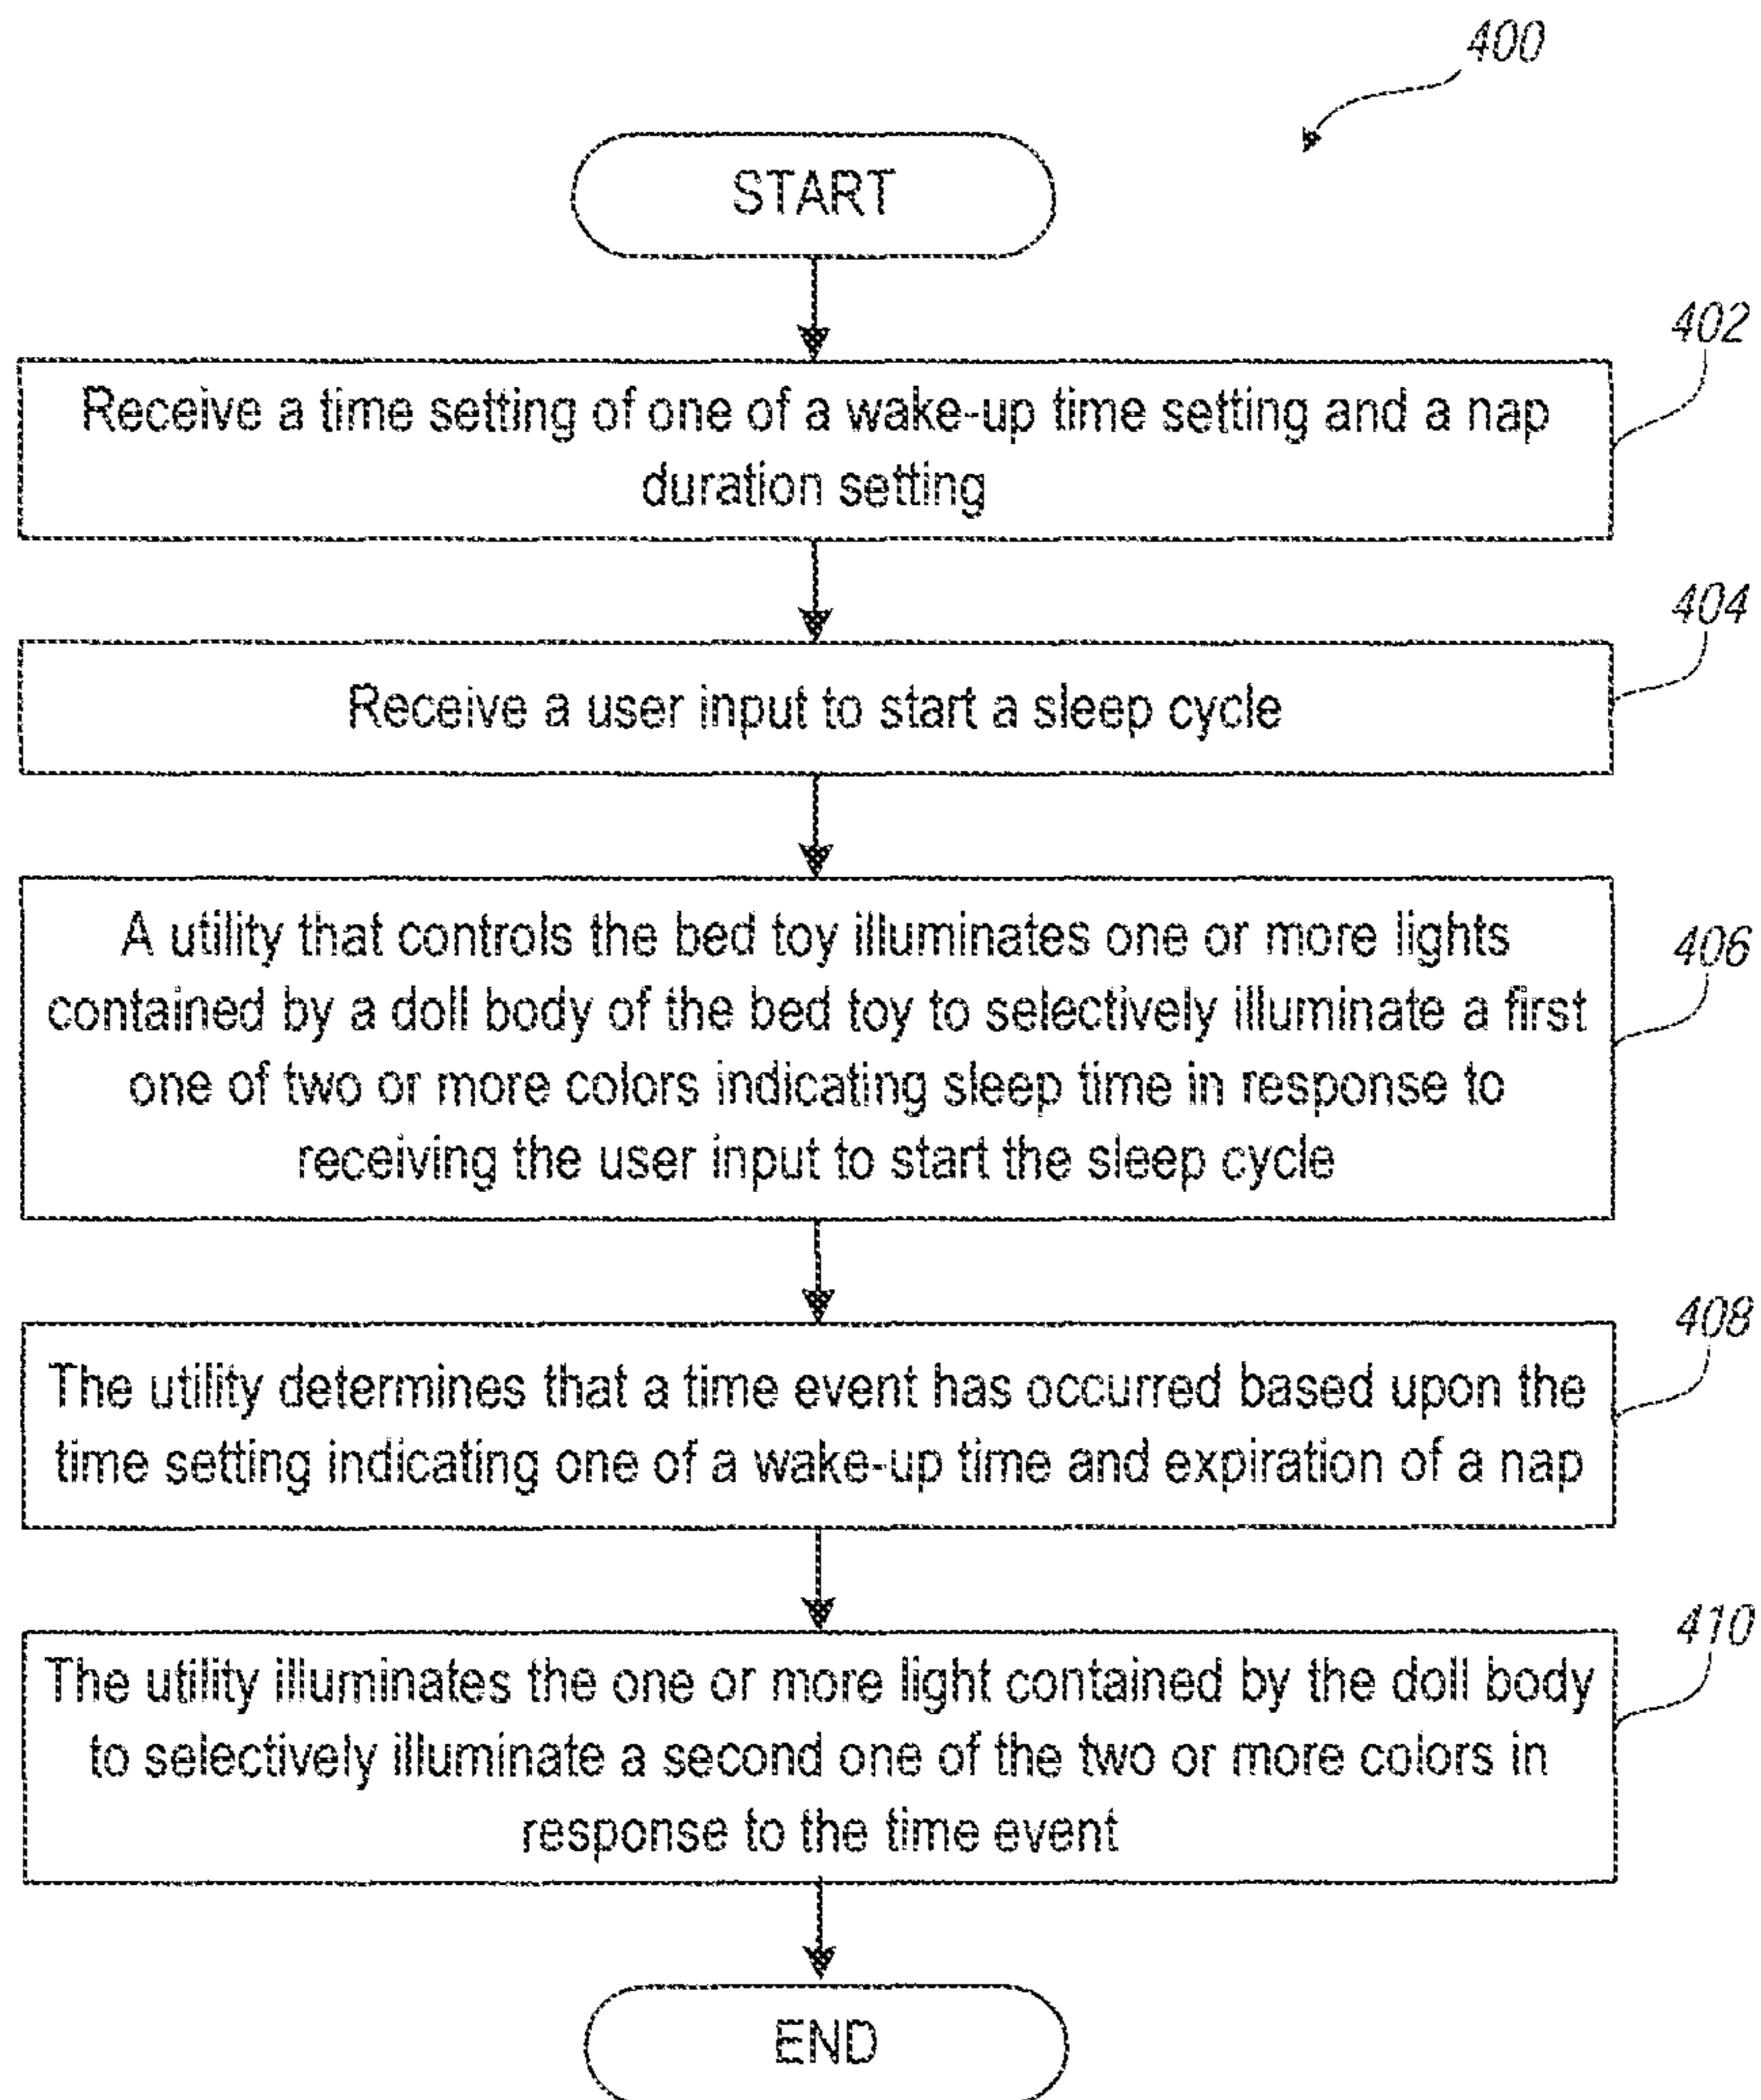 400
START
402
Receive a time setting of one of a wake-up time setting and a nap
duration setting
404
Receive a user input to start a sleep cycle
A utility that controls the bed toy illuminates one or more lights
406
contained by a doll body of the bed toy to selectively illuminate a first
one of two or more colors indicating sleep time in response to
receiving the user input to start the sleep cycle
408
The utility determines that a time event has occurred based upon the
time setting indicating one of a wake-up time and expiration of a nap
410
The utility illuminates the one or more light contained by the doll body
to selectively illuminate a second one of the two or more colors in
response to the time event
END